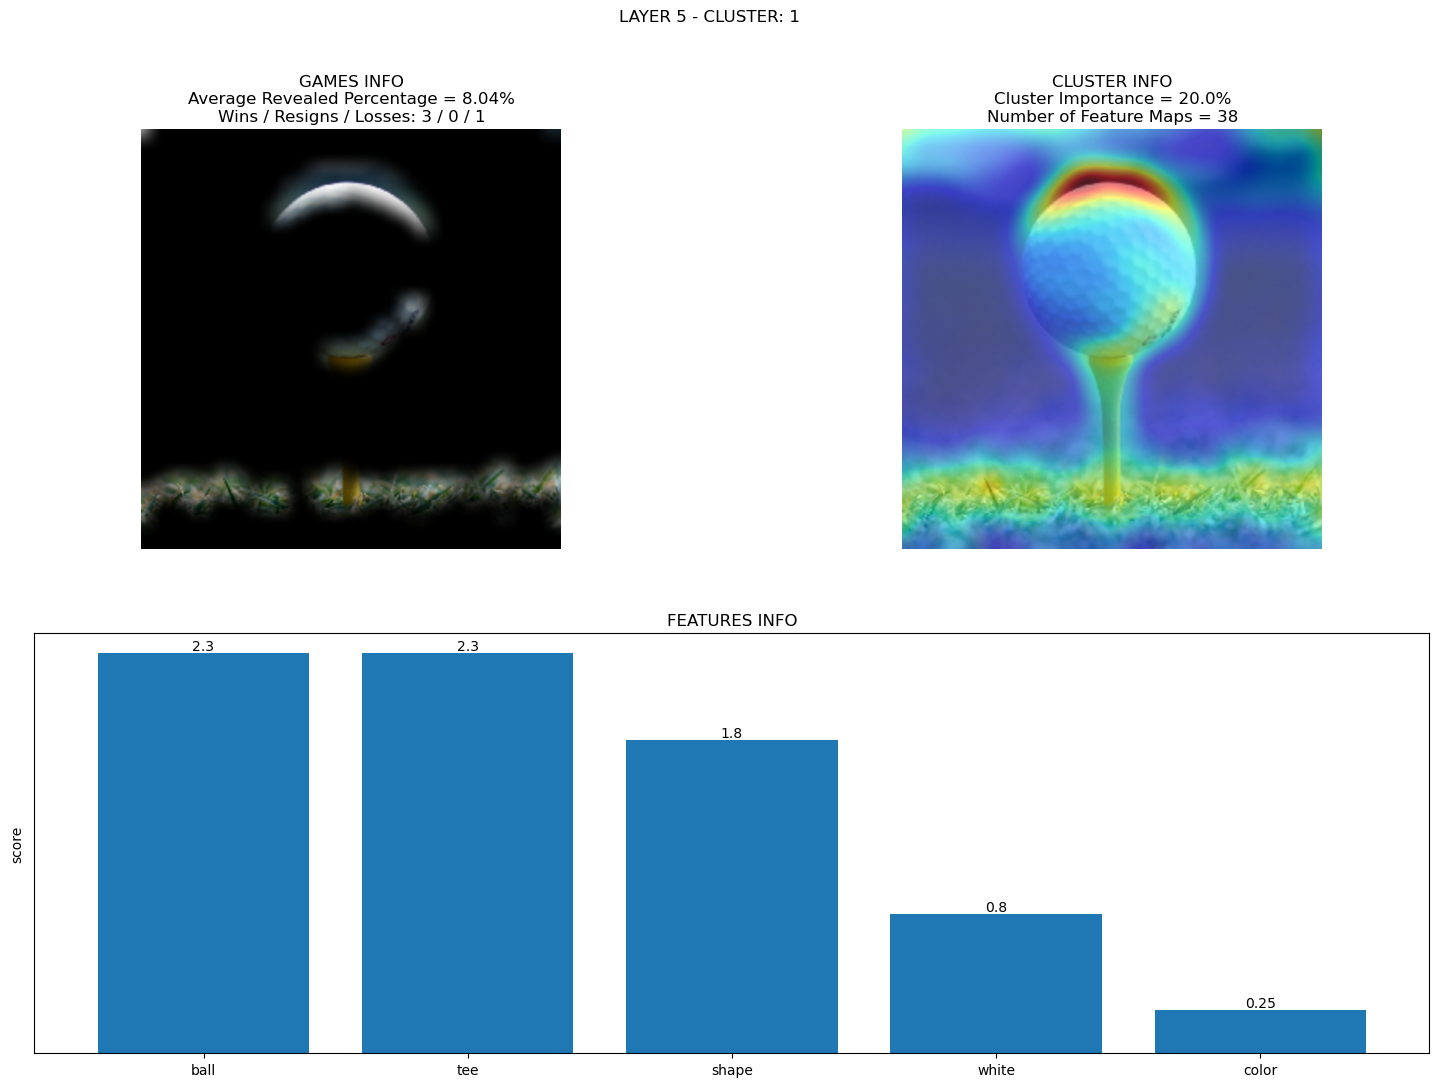 LAYER 5 - CLUSTER: 1
GAMES INFO
Average Revealed Percentage = 8.04%
Wins / Resigns / Losses: 3 / 0 / 1
CLUSTER INFO
Cluster Importance = 20.0%
Number of Feature Maps = 38
FEATURES INFO
score
2.3
2.3
1.8
0.8
0.25
ball
tee
shape
white
color